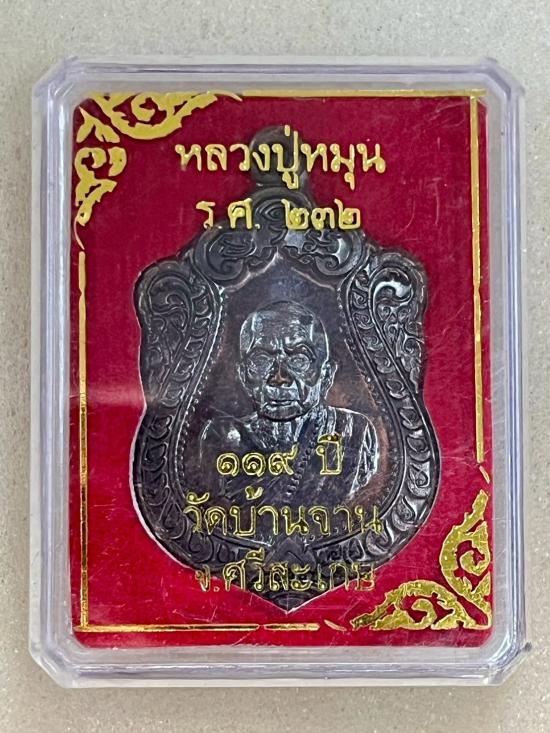 หลวงปู่หมุน
ร.ศ. ๒๓๒
๑๑๙ ปี
วัดบ้านจาน
จ.ศรีสะเกษ